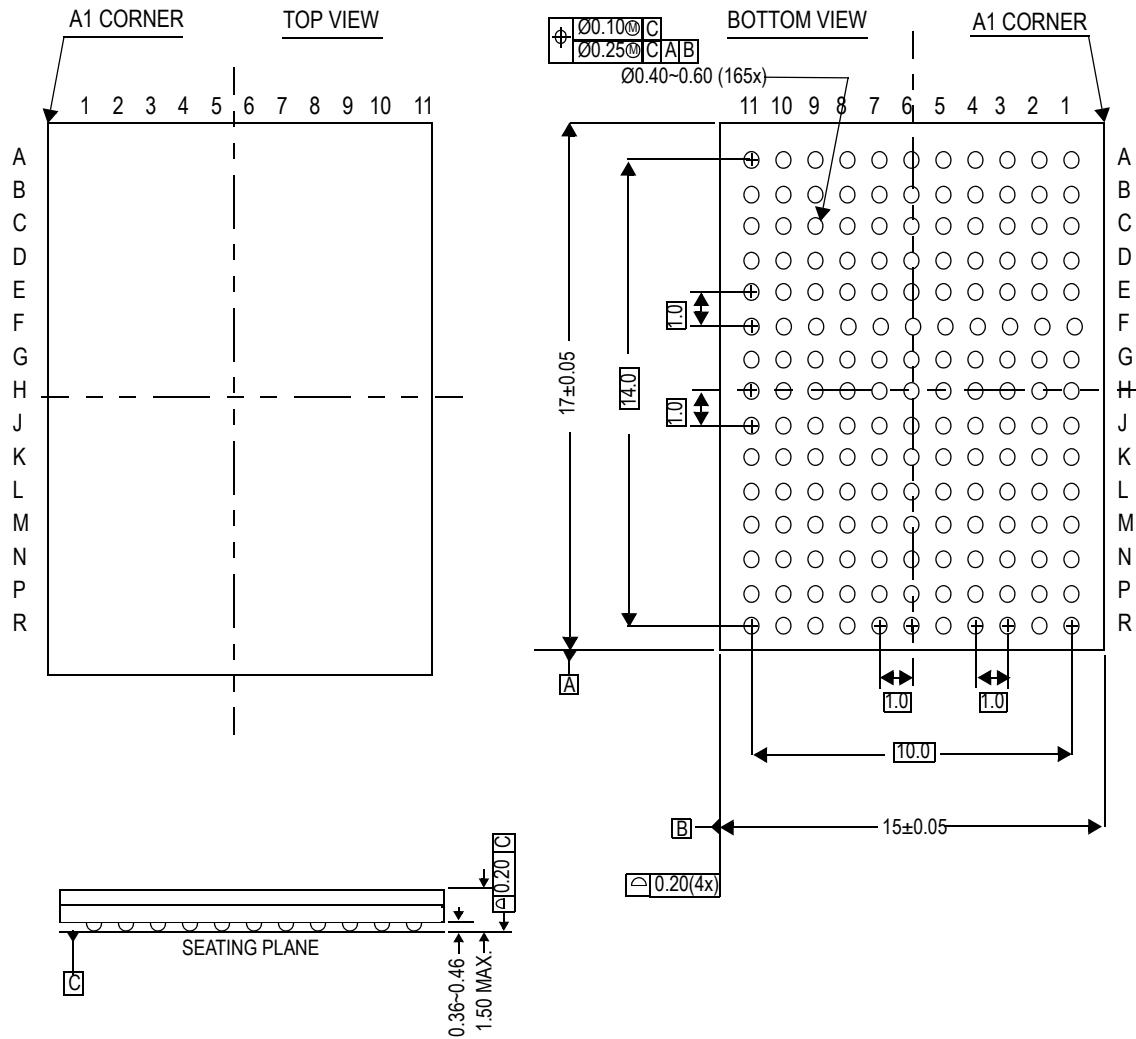 A1 CORNER
TOP VIEW
1 2 3 4 5 6 7 8 9 10 11
A
B
C
D
E
F
G
H
J
K
L
M
N
P
R
Ø0.10Ⓜ C
Ø0.25Ⓜ C A B
Ø0.40~0.60 (165x)
BOTTOM VIEW
A1 CORNER
11 10 9 8 7 6 5 4 3 2 1
A
B
C
D
E
F
G
H
J
K
L
M
N
P
R
17±0.05
14.0
1.0
1.0
A
1.0
1.0
10.0
B
15±0.05
0.20(4x)
0.20 C
SEATING PLANE
C
0.36~0.46
1.50 MAX.